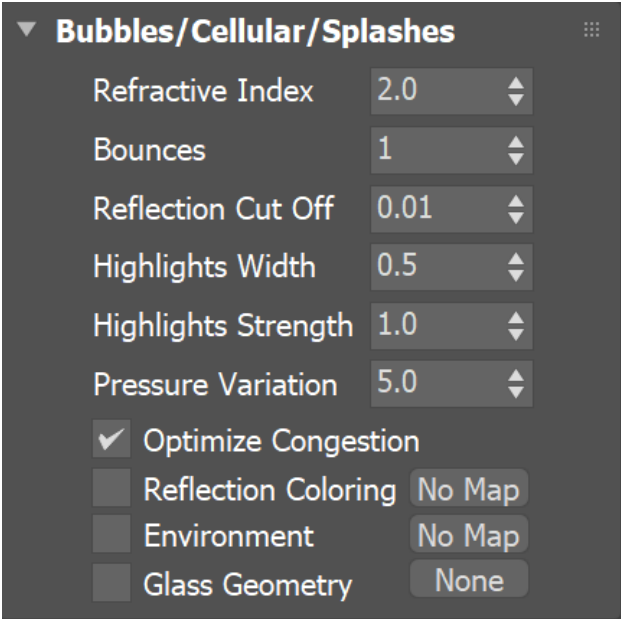 Bubbles/Cellular/Splashes
Refractive Index 2.0
Bounces 1
Reflection Cut Off 0.01
Highlights Width 0.5
Highlights Strength 1.0
Pressure Variation 5.0
Optimize Congestion
Reflection Coloring No Map
Environment No Map
Glass Geometry None